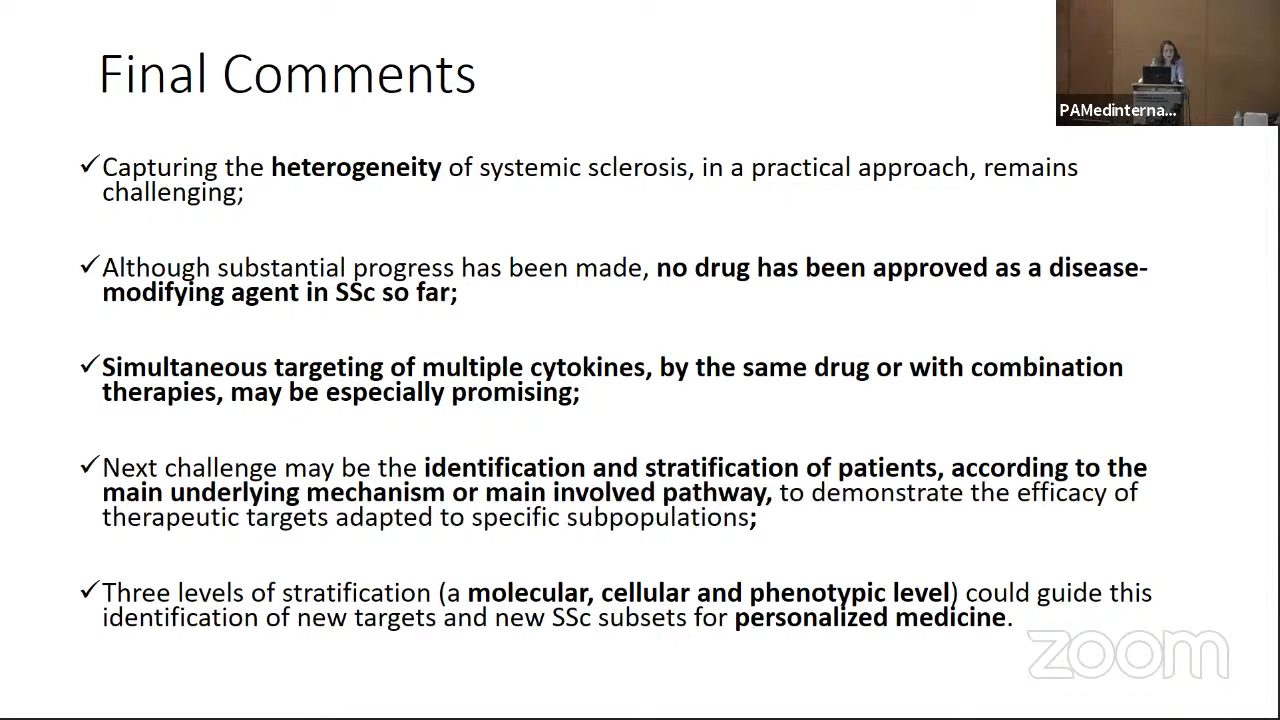 Final Comments
PAMedinterna...
✓Capturing the heterogeneity of systemic sclerosis, in a practical approach, remains
challenging;
✓Although substantial progress has been made, no drug has been approved as a disease-
modifying agent in SSc so far;
✓Simultaneous targeting of multiple cytokines, by the same drug or with combination
therapies, may be especially promising;
✓Next challenge may be the identification and stratification of patients, according to the
main underlying mechanism or main involved pathway, to demonstrate the efficacy of
therapeutic targets adapted to specific subpopulations;
✓Three levels of stratification (a molecular, cellular and phenotypic level) could guide this
identification of new targets and new SSc subsets for personalized medicine.
zoom